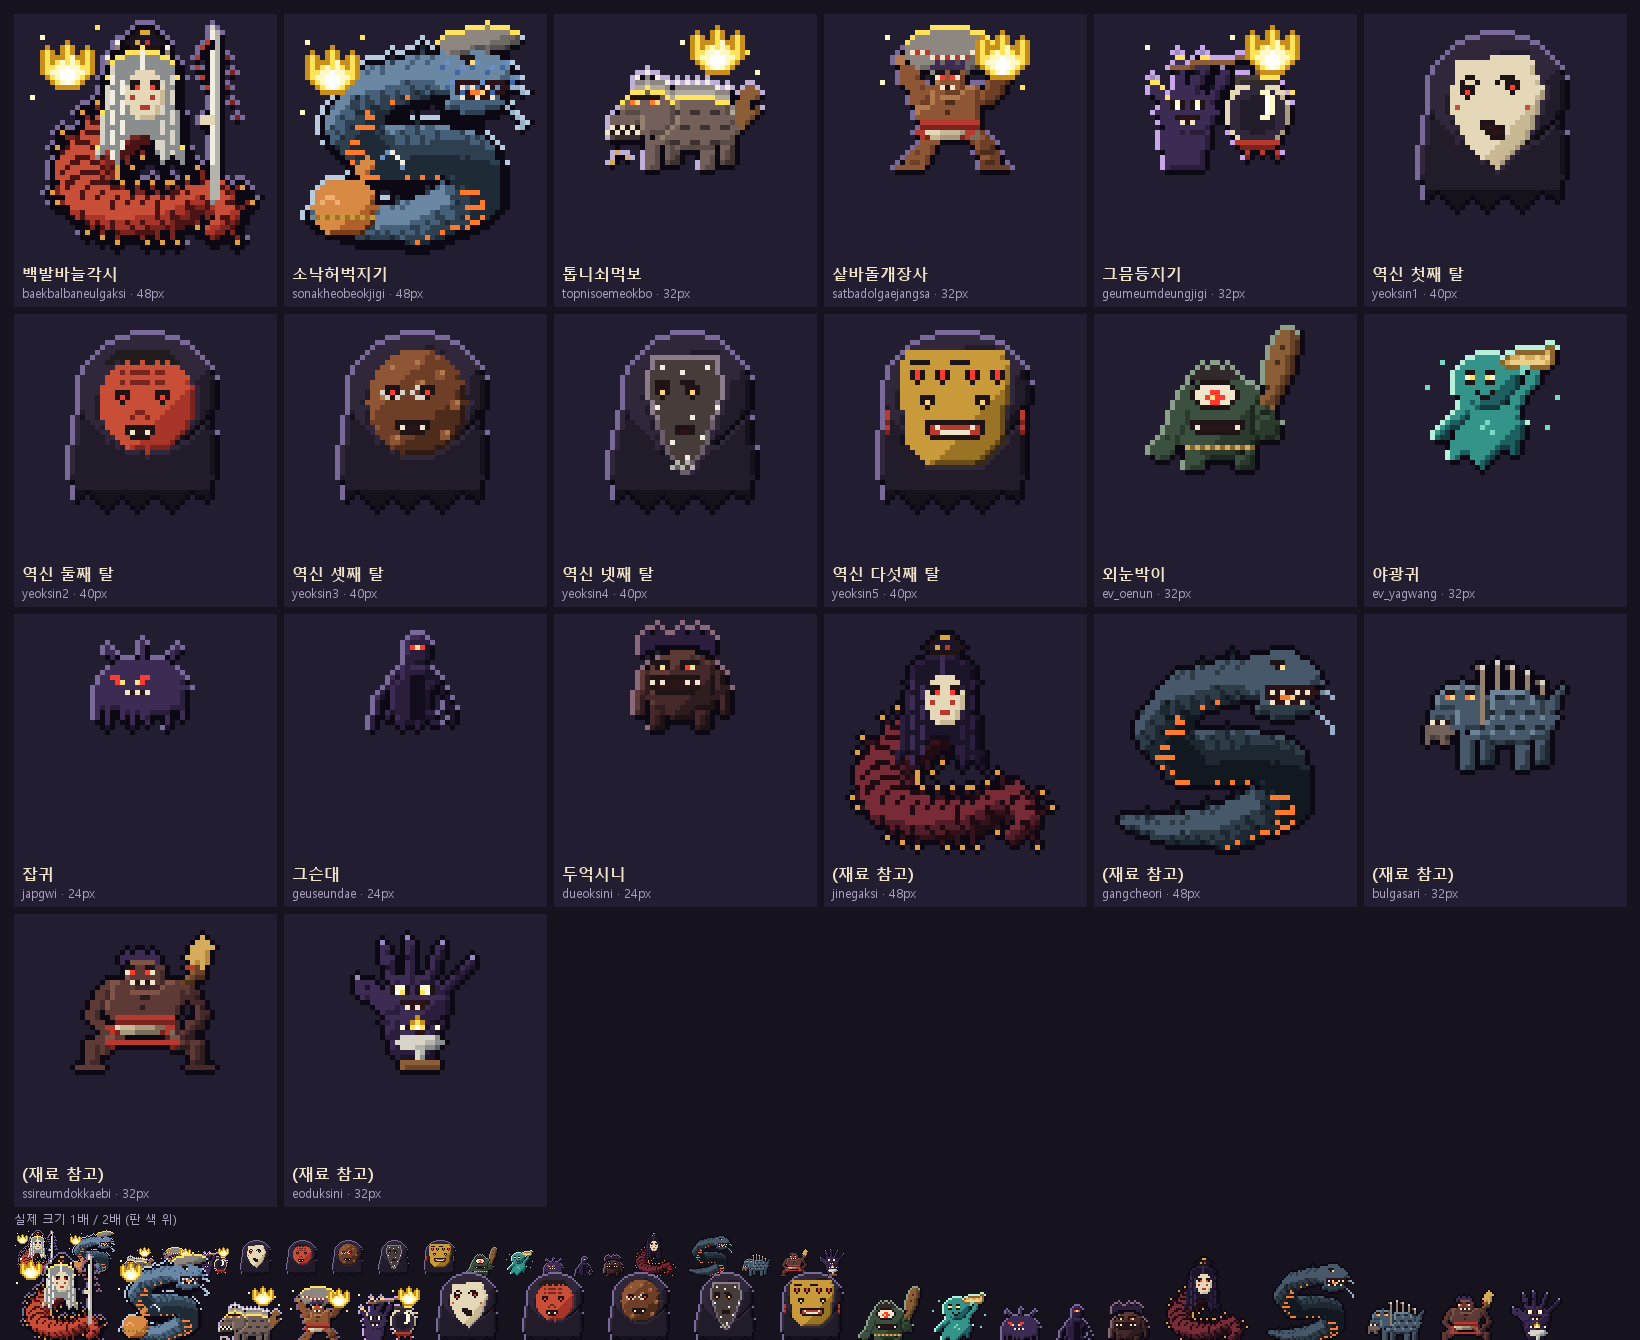 백발바늘각시
baekbalbaneulgaksi · 48px
소낙허벅지기
sonakheobeokjigi · 48px
톱니쇠먹보
topnisoemeokbo · 32px
샅바돌개장사
satbadolgaejangsa · 32px
그믐등지기
geumeumdeungjigi · 32px
역신 첫째 탈
yeoksin1 · 40px
역신 둘째 탈
yeoksin2 · 40px
역신 셋째 탈
yeoksin3 · 40px
역신 넷째 탈
yeoksin4 · 40px
역신 다섯째 탈
yeoksin5 · 40px
외눈박이
ev_oenun · 32px
야광귀
ev_yagwang · 32px
잡귀
japgwi · 24px
그슨대
geuseundae · 24px
두억시니
dueoksini · 24px
(재료 참고)
jinegaksi · 48px
(재료 참고)
gangcheori · 48px
(재료 참고)
bulgasari · 32px
(재료 참고)
ssireumdokkaebi · 32px
(재료 참고)
eoduksini · 32px
실제 크기 1배 / 2배 (판 색 위)